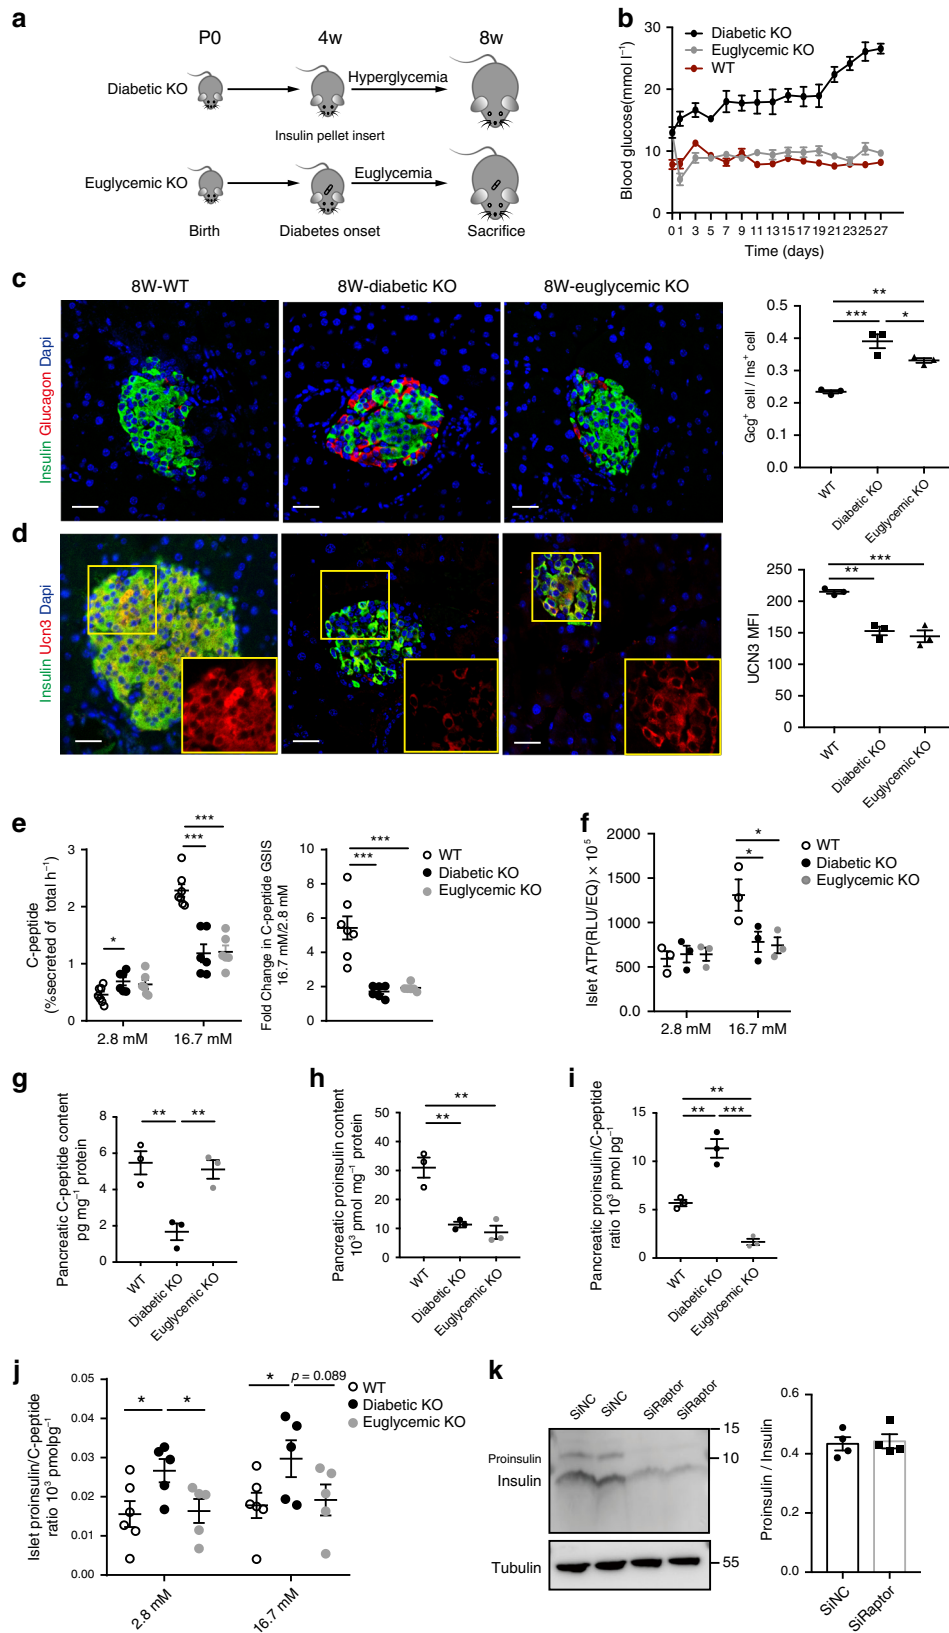 a
P0
4w
8w
Diabetic KO
Hyperglycemia
Insulin pellet insert
Euglycemic KO
Euglycemia
Birth
Diabetes onset
Sacrifice
b
Blood glucose(mmol l⁻¹)
30
20
10
0
Diabetic KO
Euglycemic KO
WT
0 1 3 5 7 9 11 13 15 17 19 21 23 25 27
Time (days)
c
8W-WT
8W-diabetic KO
8W-euglycemic KO
Insulin Glucagon Dapi
Gcg⁺ cell / Ins⁺ cell
0.5
0.4
0.3
0.2
0.1
0.0
**
*** *
WT
Diabetic KO
Euglycemic KO
d
Insulin Ucn3 Dapi
UCN3 MFI
250
200
150
100
50
0
***
**
WT
Diabetic KO
Euglycemic KO
e
C-peptide
(%secreted of total h⁻¹)
3
2
1
0
*
***
***
2.8 mM
16.7 mM
Fold Change in C-peptide GSIS
16.7 mM/2.8 mM
10
8
6
4
2
0
***
***
WT
Diabetic KO
Euglycemic KO
f
Islet ATP(RLU/EQ) × 10⁵
2000
1500
1000
500
0.0
*
*
2.8 mM
16.7 mM
WT
Diabetic KO
Euglycemic KO
g
Pancreatic C-peptide content
pg mg⁻¹ protein
8
6
4
2
0
** **
WT
Diabetic KO
Euglycemic KO
h
Pancreatic proinsulin content
10³ pmol mg⁻¹ protein
50
40
30
20
10
0
**
**
WT
Diabetic KO
Euglycemic KO
i
Pancreatic proinsulin/C-peptide
ratio 10³ pmol pg⁻¹
15
10
5
0
**
** ***
WT
Diabetic KO
Euglycemic KO
j
Islet proinsulin/C-peptide
ratio 10³ pmolpg⁻¹
0.05
0.04
0.03
0.02
0.01
0.00
* *
* p = 0.089
2.8 mM
16.7 mM
WT
Diabetic KO
Euglycemic KO
k
SiNC
SiNC
SiRaptor
SiRaptor
15
10
Proinsulin
Insulin
Tubulin
55
Proinsulin / Insulin
0.6
0.4
0.2
0.0
SiNC
SiRaptor